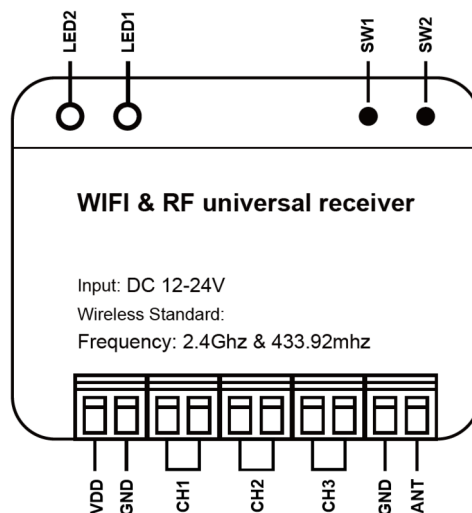 LED2
LED1
SW1
SW2
WIFI & RF universal receiver
Input: DC 12-24V
Wireless Standard:
Frequency: 2.4Ghz & 433.92mhz
VDD
GND
CH1
CH2
CH3
GND
ANT